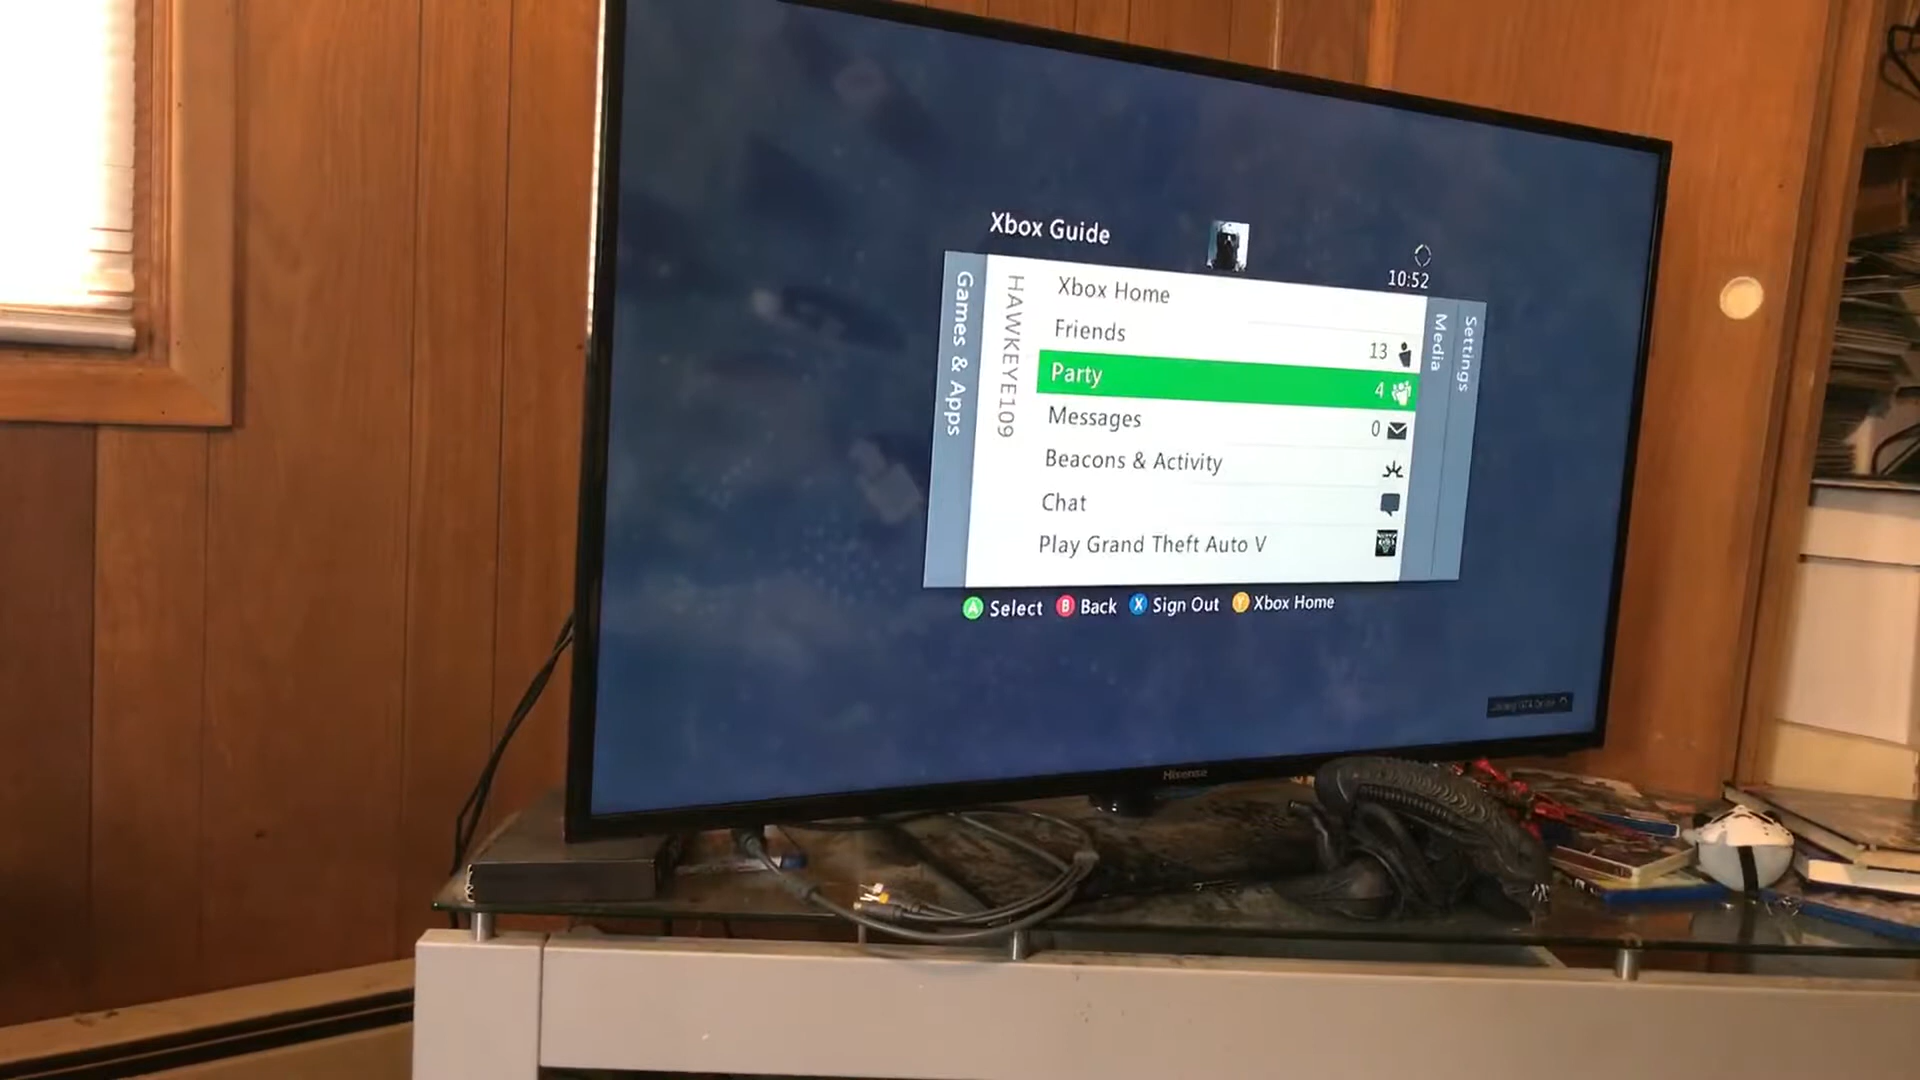 Xbox Guide
10:52
Games & Apps
HAWKEYE109
Xbox Home
Friends 13
Party 4
Messages 0
Beacons & Activity
Chat
Play Grand Theft Auto V
Media
Settings
A Select B Back X Sign Out Y Xbox Home
Hisense